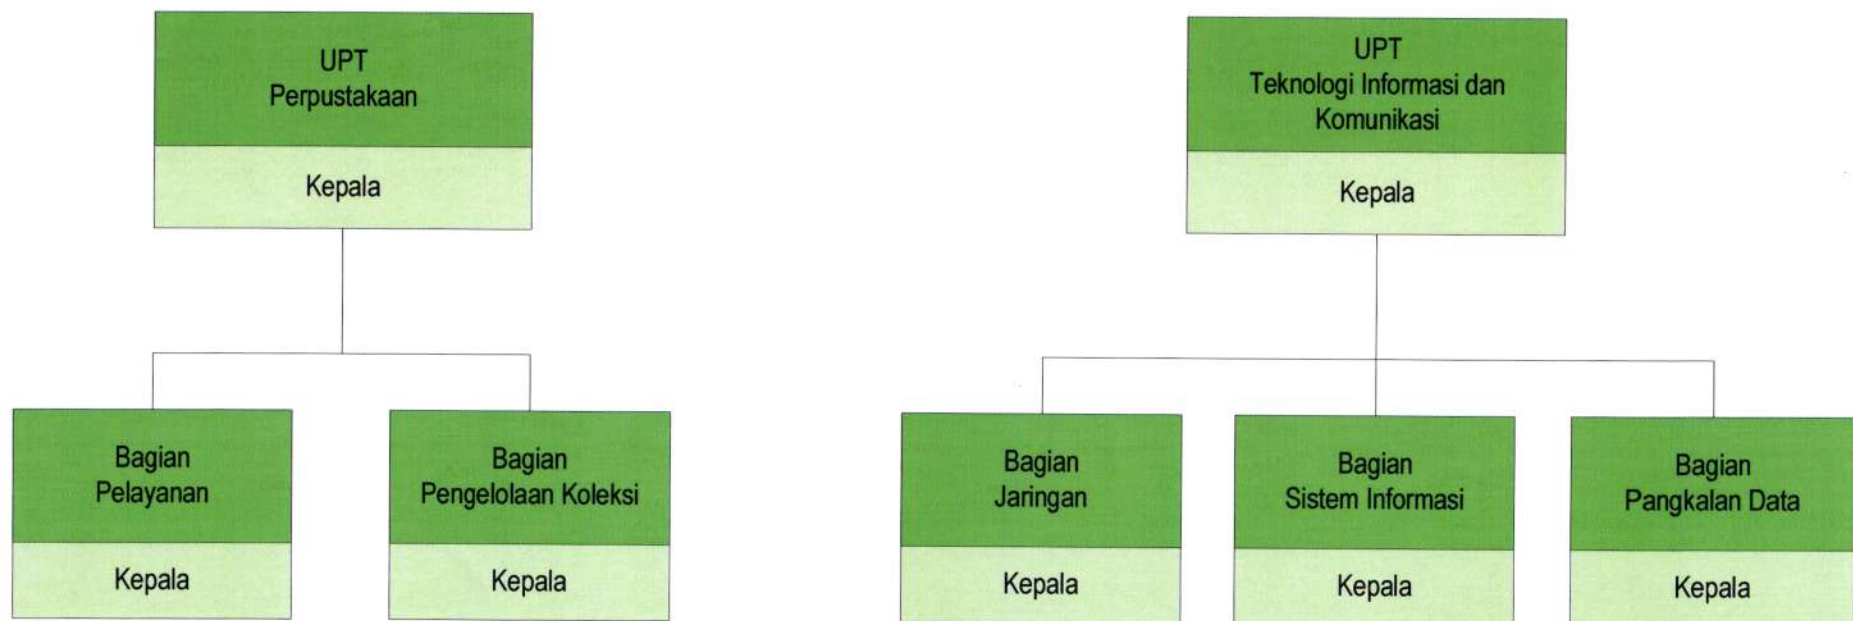 UPT
Perpustakaan
Kepala
Bagian
Pelayanan
Kepala
Bagian
Pengelolaan Koleksi
Kepala
UPT
Teknologi Informasi dan
Komunikasi
Kepala
Bagian
Jaringan
Kepala
Bagian
Sistem Informasi
Kepala
Bagian
Pangkalan Data
Kepala